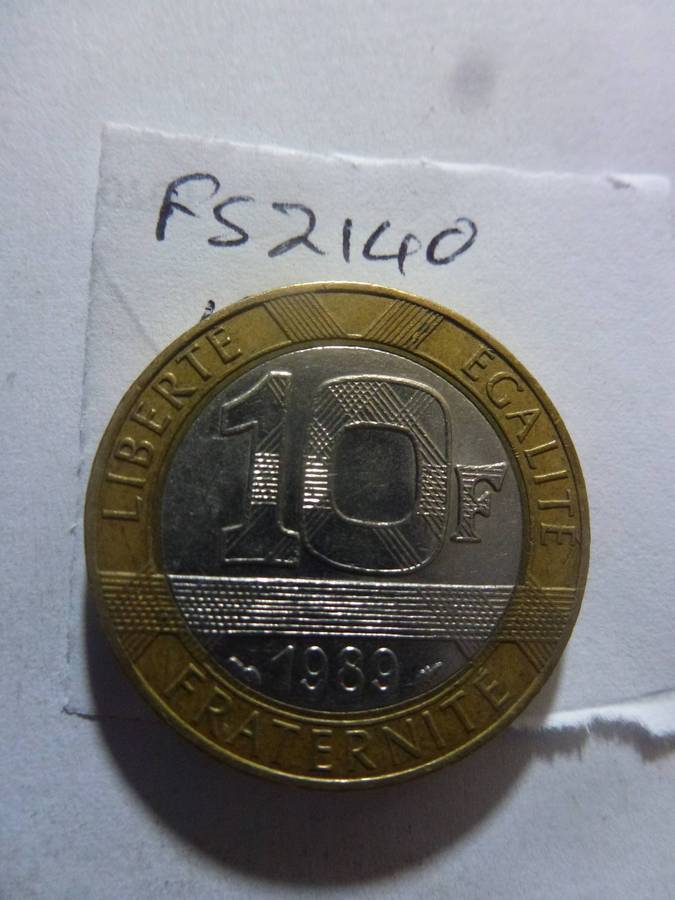 FS2140
LIBERTE
EGALITE
10F
1989
FRATERNITE